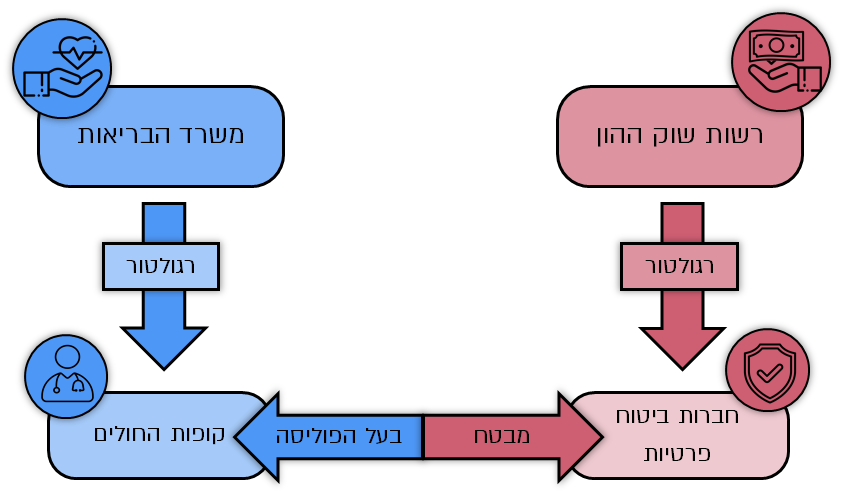 רשות שוק ההון
משרד הבריאות
רגולטור
רגולטור
חברות ביטוח
פרטיות
מבטח
בעל הפוליסה
קופות החולים